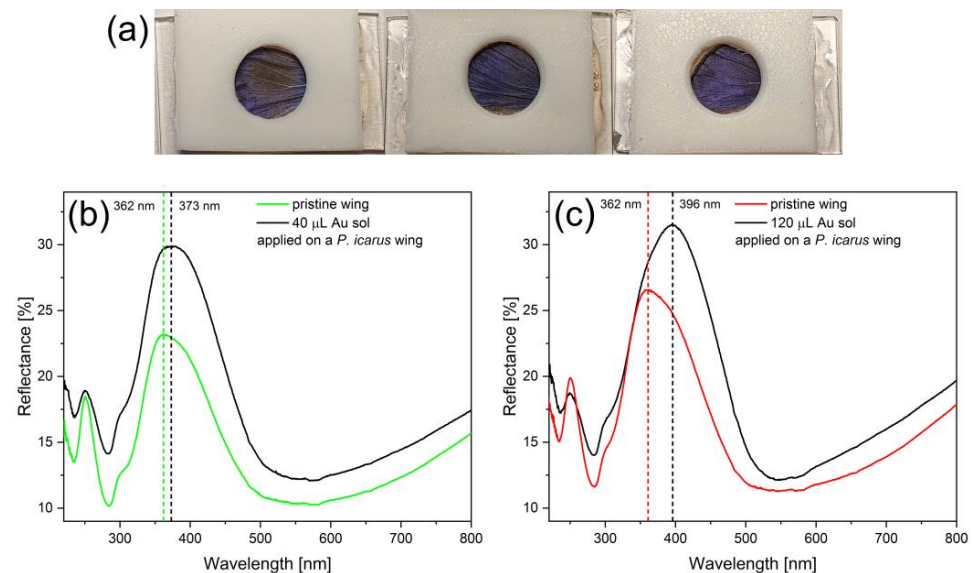 (a)
(b)
362 nm
373 nm
pristine wing
40 µL Au sol
applied on a P. icarus wing
30
25
20
15
10
Reflectance [%]
300 400 500 600 700 800
Wavelength [nm]
(c)
362 nm
396 nm
pristine wing
120 µL Au sol
applied on a P. icarus wing
30
25
20
15
10
Reflectance [%]
300 400 500 600 700 800
Wavelength [nm]